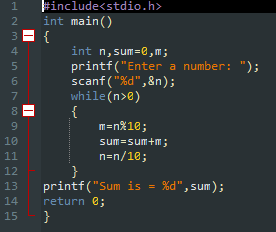 1 #include<stdio.h>
2 int main()
3 {
4 int n,sum=0,m;
5 printf("Enter a number: ");
6 scanf("%d",&n);
7 while(n>0)
8 {
9 m=n%10;
10 sum=sum+m;
11 n=n/10;
12 }
13 printf("Sum is = %d",sum);
14 return 0;
15 }